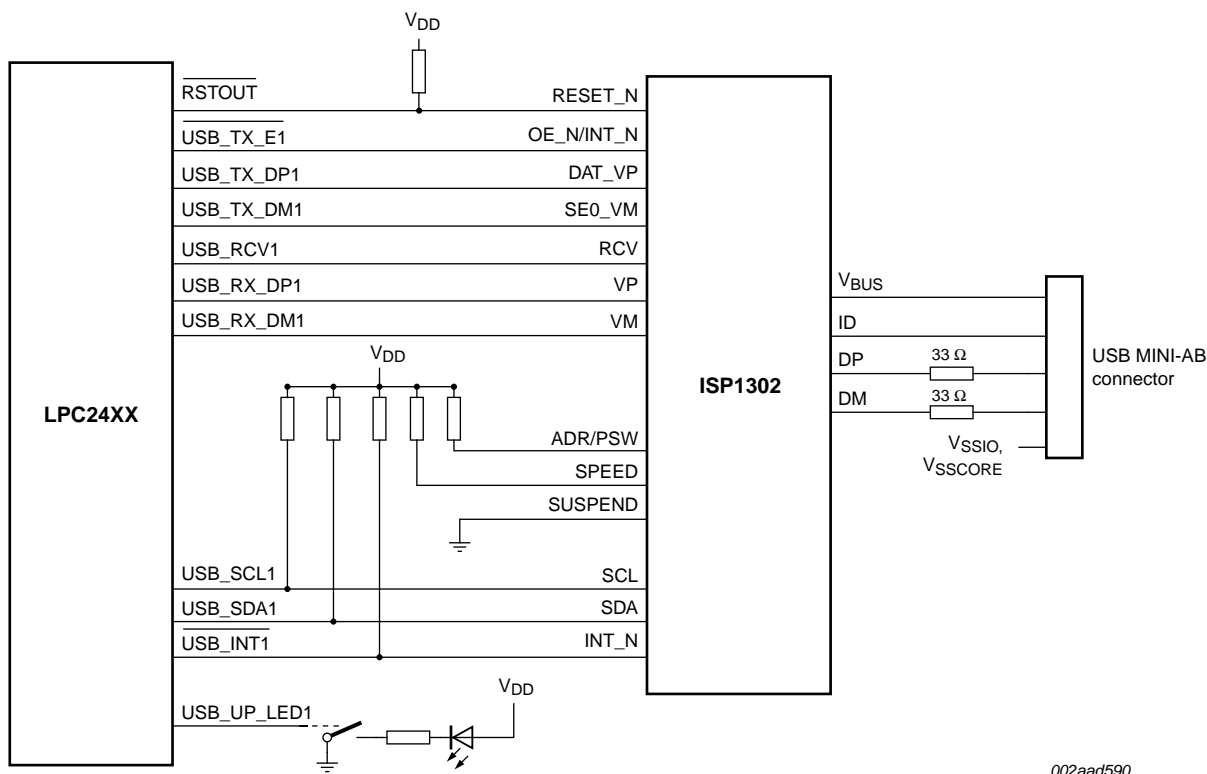 VDD
RSTOUT
RESET_N
USB_TX_E1
OE_N/INT_N
USB_TX_DP1
DAT_VP
USB_TX_DM1
SE0_VM
USB_RCV1
RCV
USB_RX_DP1
VP
USB_RX_DM1
VM
VBUS
ID
DP
33 Ω
DM
33 Ω
VSSIO,
VSSCORE
USB MINI-AB
connector
LPC24XX
ISP1302
VDD
ADR/PSW
SPEED
SUSPEND
USB_SCL1
SCL
USB_SDA1
SDA
USB_INT1
INT_N
VDD
USB_UP_LED1
002aad590